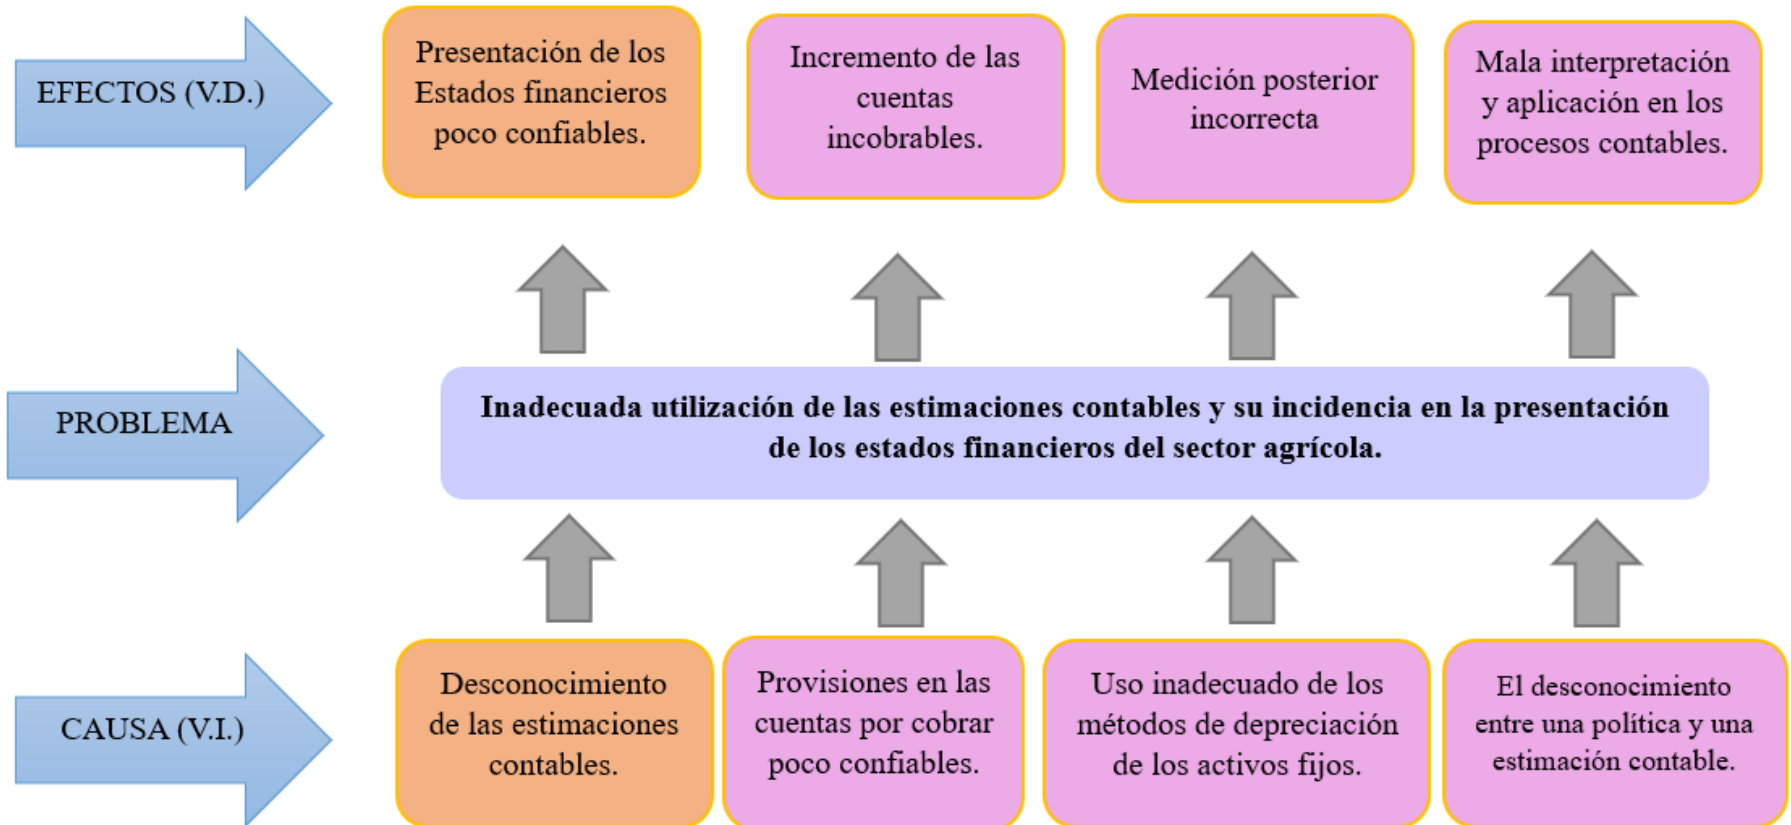 EFECTOS (V.D.)
Presentación de los
Estados financieros
poco confiables.
Incremento de las
cuentas
incobrables.
Medición posterior
incorrecta
Mala interpretación
y aplicación en los
procesos contables.
PROBLEMA
Inadecuada utilización de las estimaciones contables y su incidencia en la presentación
de los estados financieros del sector agrícola.
CAUSA (V.I.)
Desconocimiento
de las estimaciones
contables.
Provisiones en las
cuentas por cobrar
poco confiables.
Uso inadecuado de los
métodos de depreciación
de los activos fijos.
El desconocimiento
entre una política y una
estimación contable.